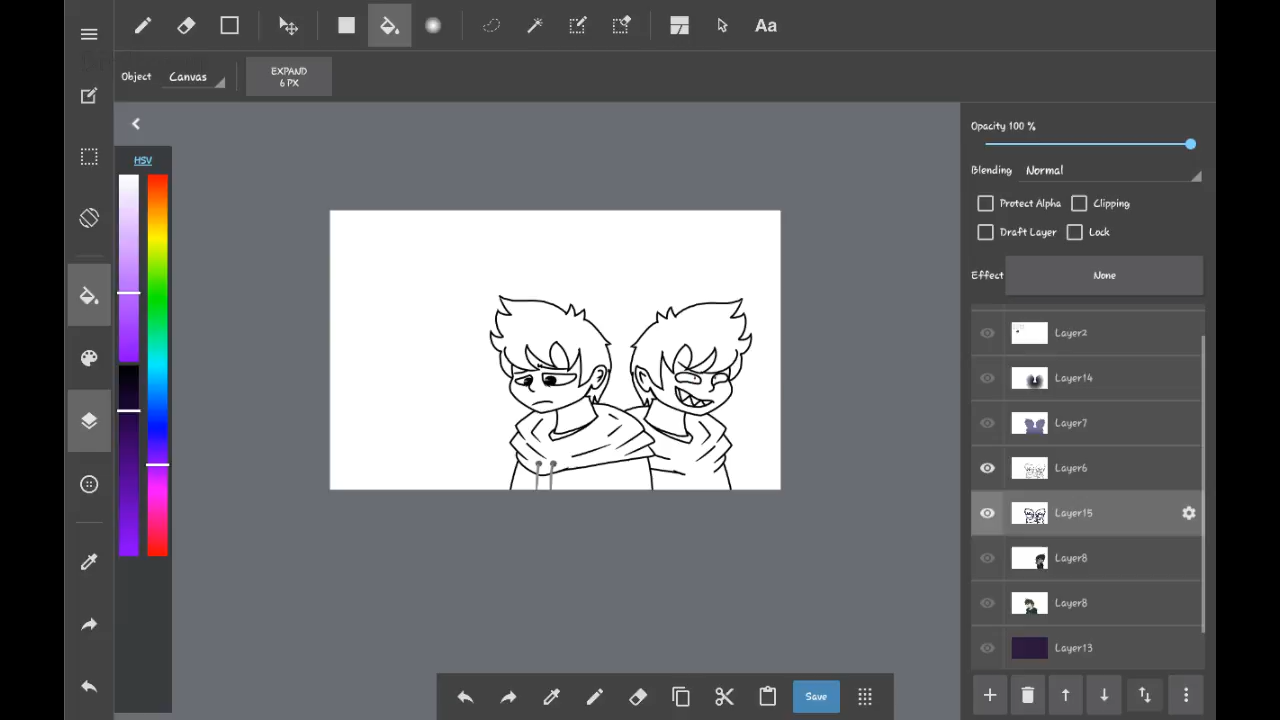 Aa
Object Canvas
EXPAND
6 PX
HSV
Opacity 100 %
Blending Normal
Protect Alpha Clipping
Draft Layer Lock
Effect None
Layer2
Layer14
Layer7
Layer6
Layer15
Layer8
Layer8
Layer13
Save